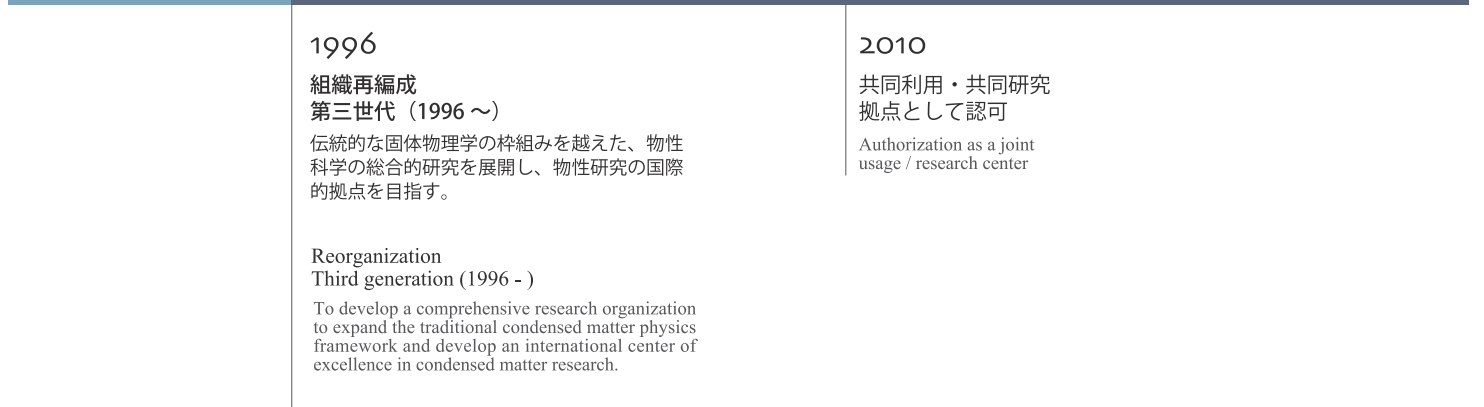 1996
組織再編成
第三世代（1996 ～）
伝統的な固体物理学の枠組みを越えた、物性
科学の総合的研究を展開し、物性研究の国際
的拠点を目指す。
Reorganization
Third generation (1996 - )
To develop a comprehensive research organization
to expand the traditional condensed matter physics
framework and develop an international center of
excellence in condensed matter research.
2010
共同利用・共同研究
拠点として認可
Authorization as a joint
usage / research center